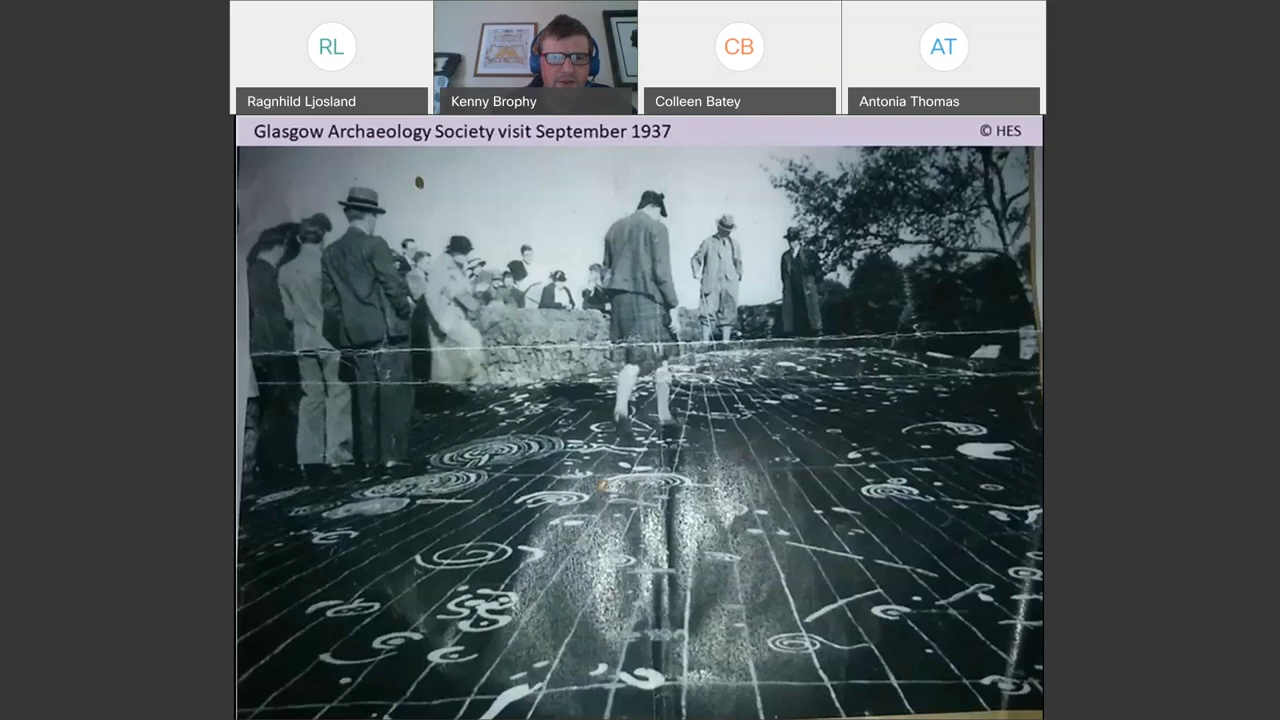 RL
CB
AT
Ragnhild Ljosland
Kenny Brophy
Colleen Batey
Antonia Thomas
Glasgow Archaeology Society visit September 1937
© HES